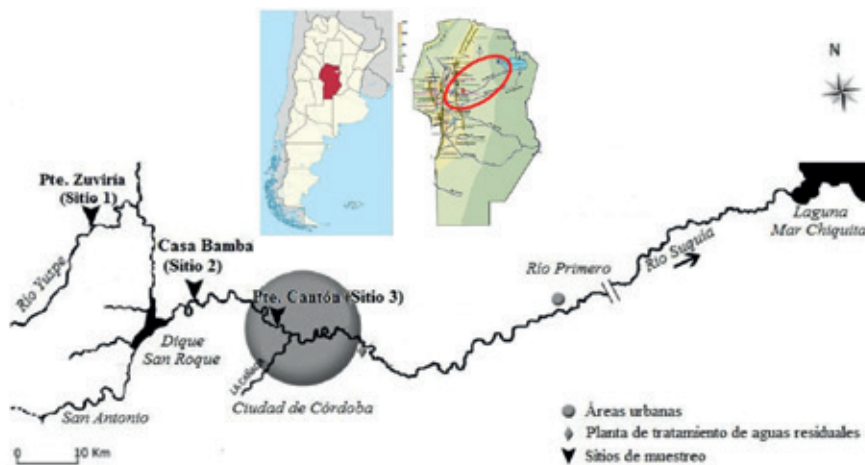 N
Pte. Zuviría
(Sitio 1)
Río Yuspe
Casa Bamba
(Sitio 2)
Pte. Cantón (Sitio 3)
Dique
San Roque
San Antonio
LA CAÑADA
Ciudad de Córdoba
Río Primero
Río Suquía
Laguna
Mar Chiquita
0 10 Km
Áreas urbanas
Planta de tratamiento de aguas residuales
Sitios de muestreo